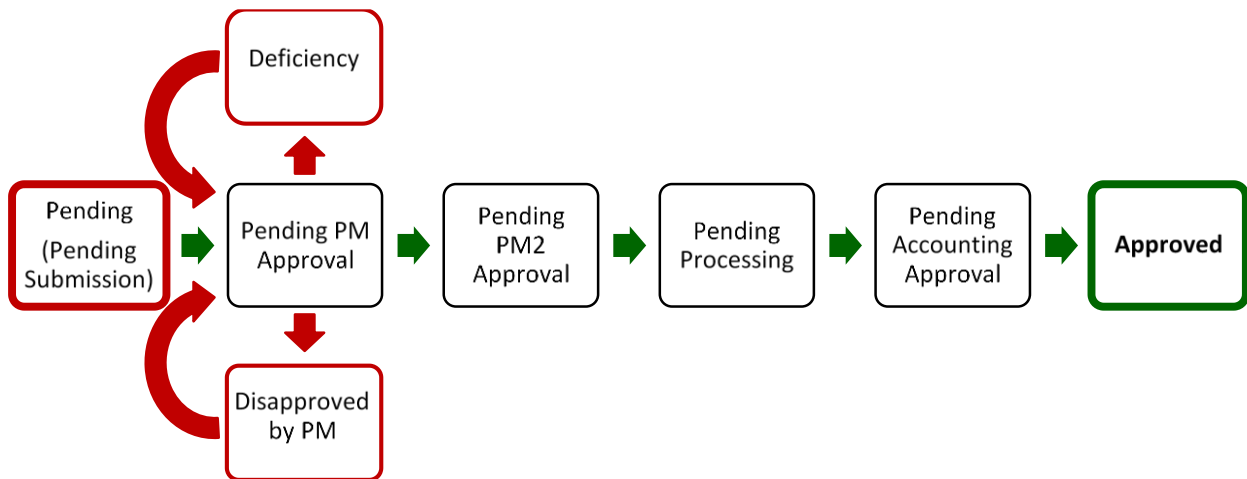 Deficiency
Pending
(Pending
Submission)
Pending PM
Approval
Pending
PM2
Approval
Pending
Processing
Pending
Accounting
Approval
Approved
Disapproved
by PM